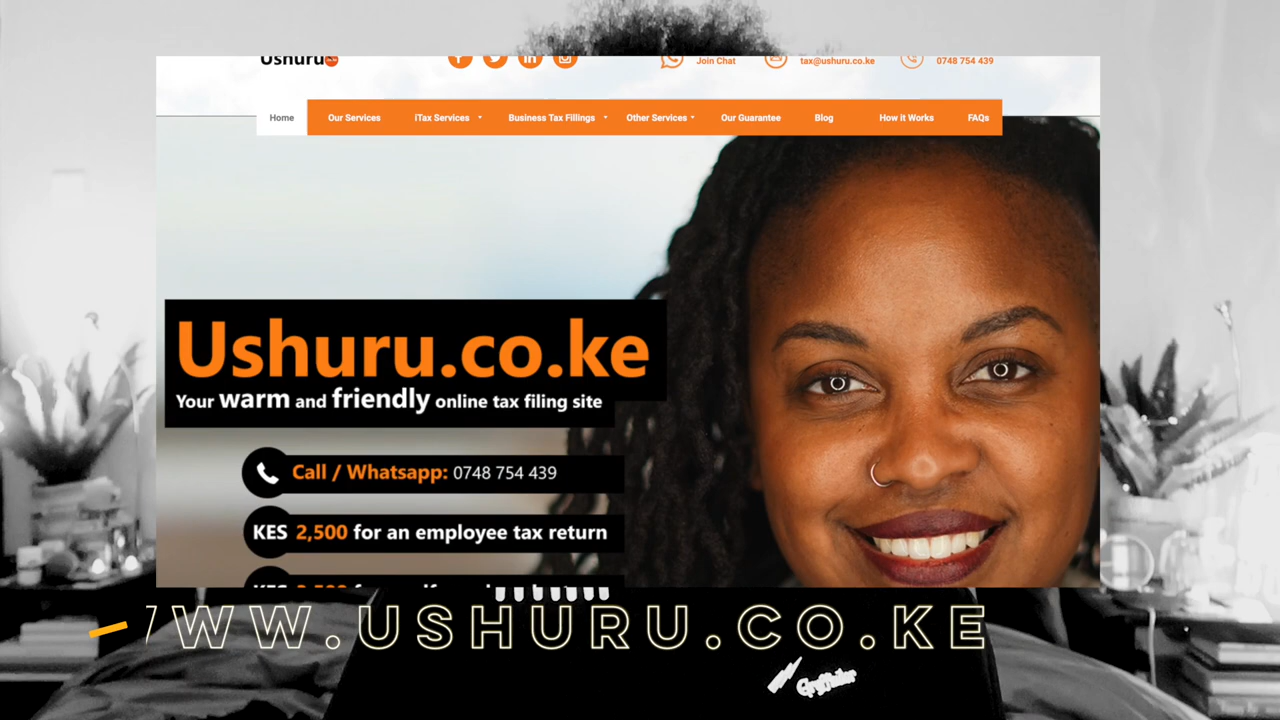 Ushuru
Join Chat
tax@ushuru.co.ke
0748 754 439
Home
Our Services
iTax Services
Business Tax Fillings
Other Services
Our Guarantee
Blog
How it Works
FAQs
Ushuru.co.ke
Your warm and friendly online tax filing site
Call / Whatsapp: 0748 754 439
KES 2,500 for an employee tax return
WW.USHURU.CO.KE